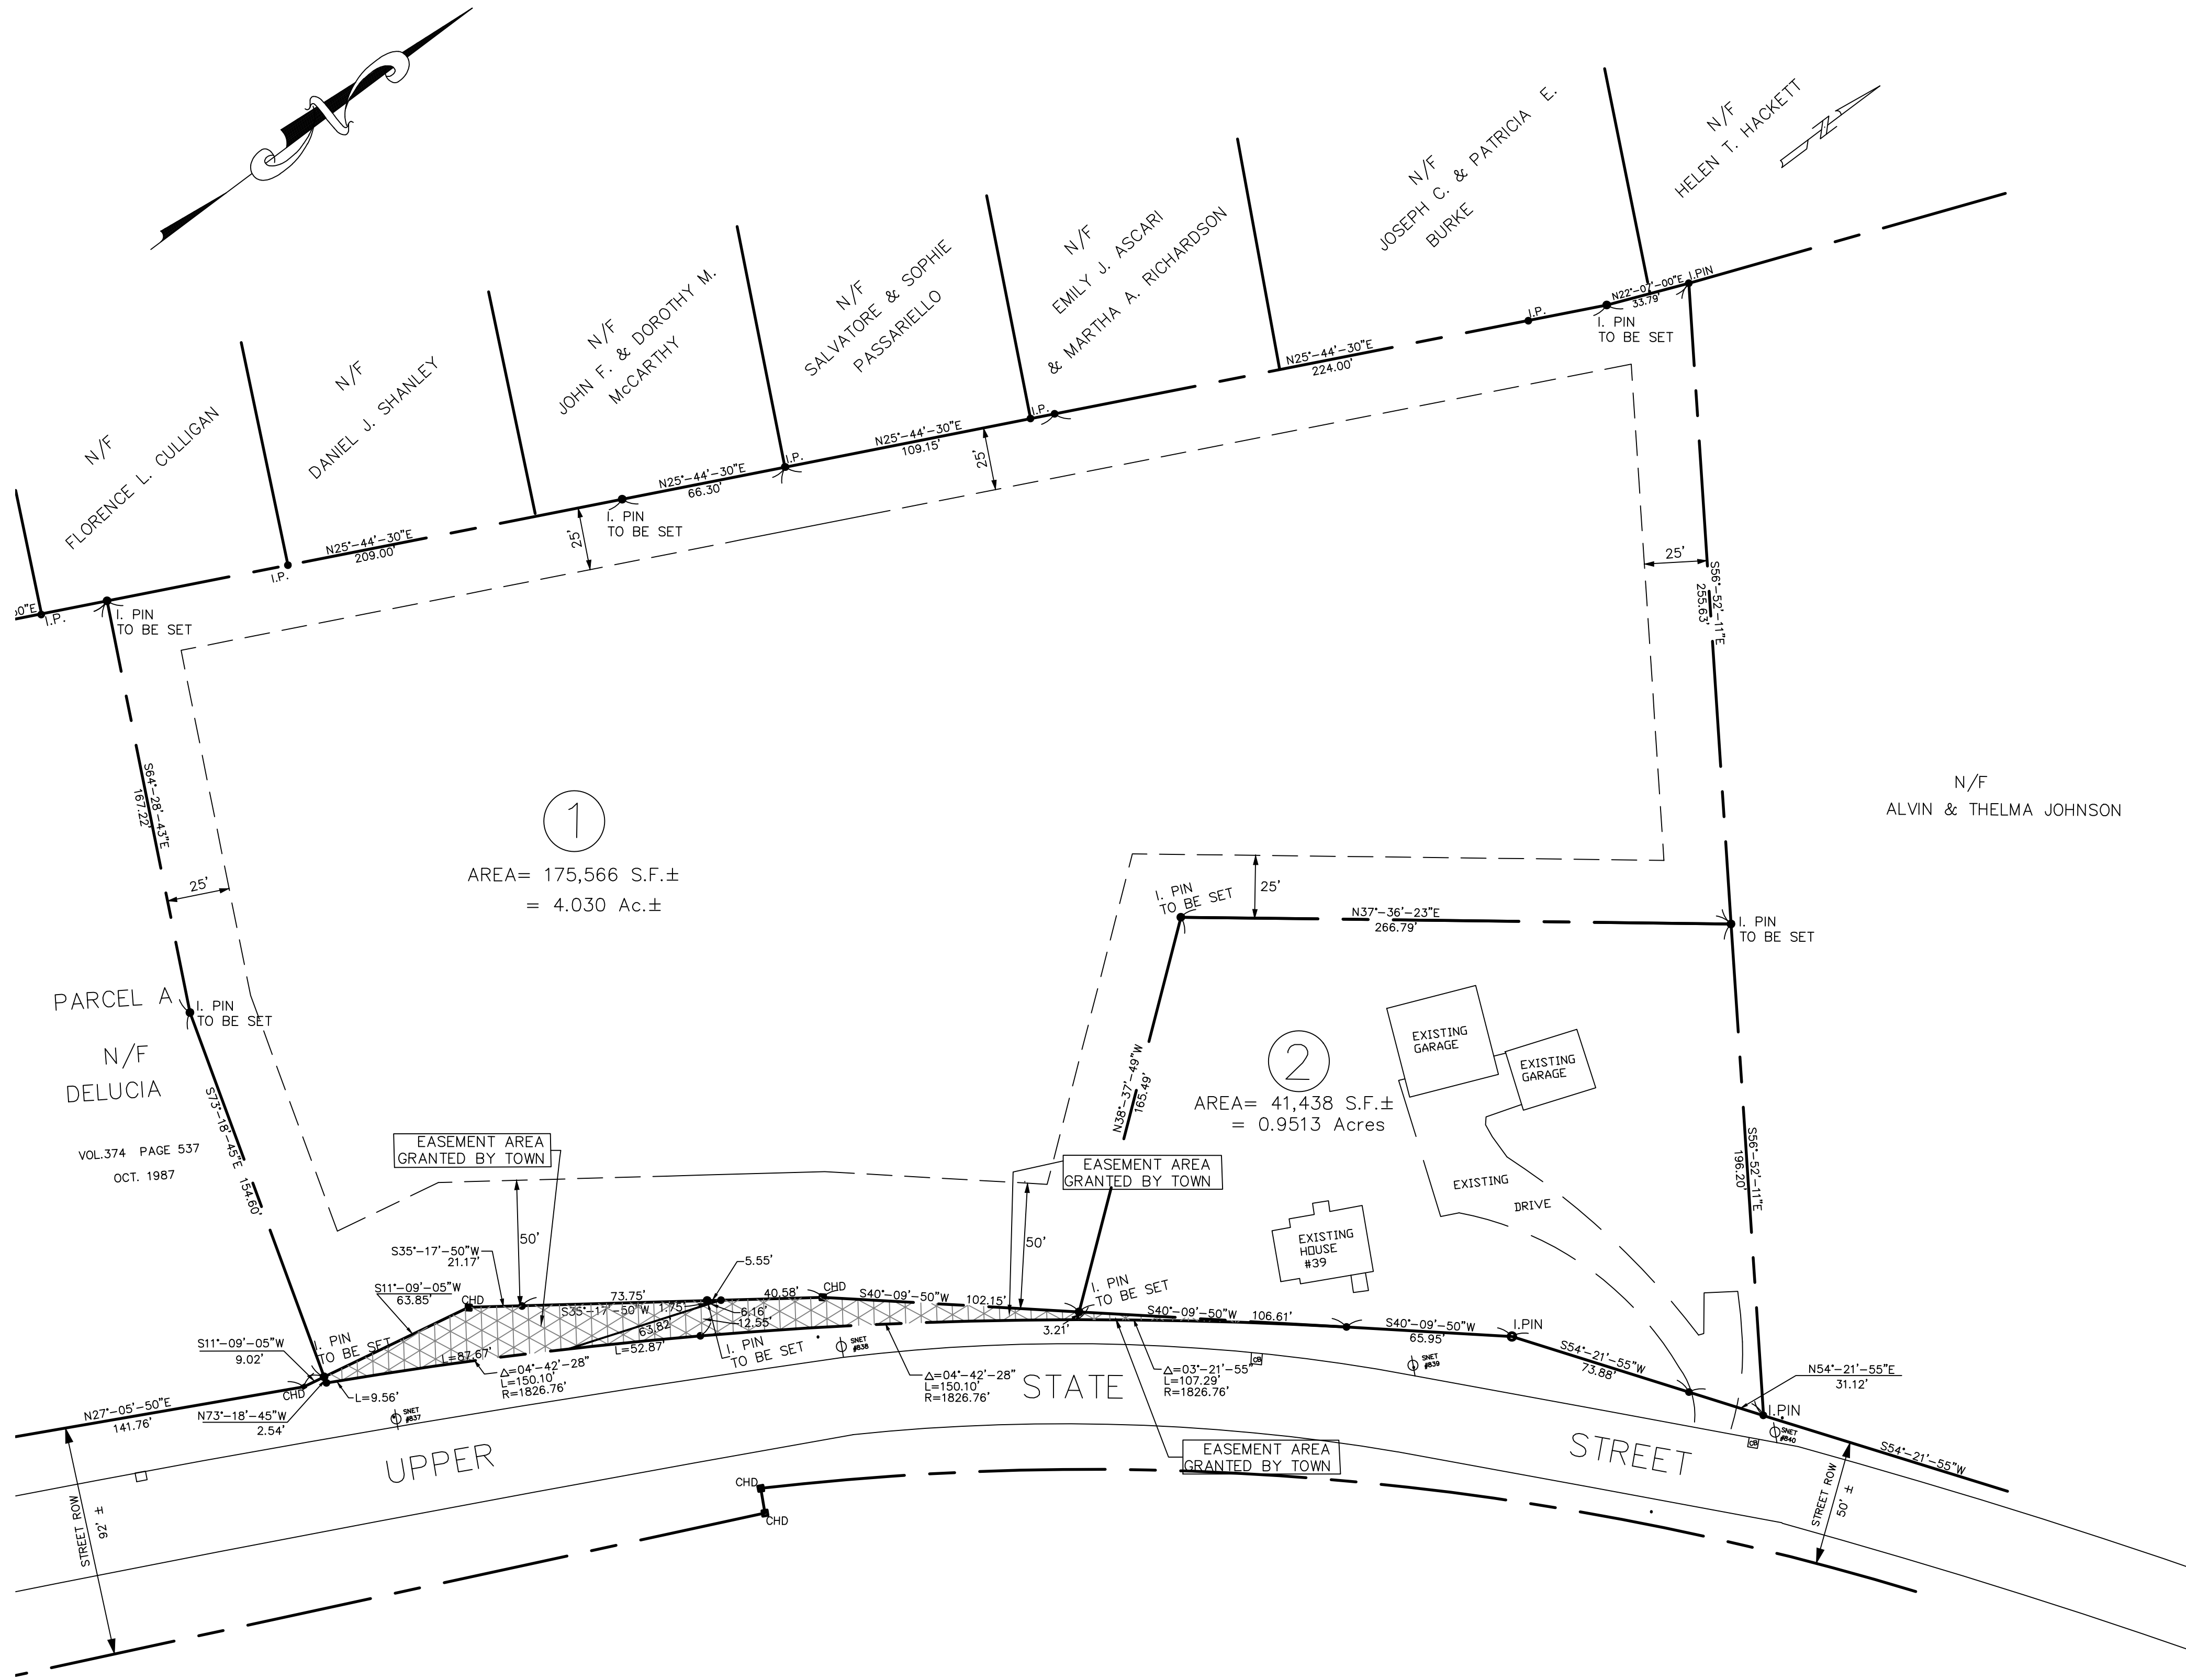 N/F
FLORENCE L. CULLIGAN
N/F
DANIEL J. SHANLEY
N/F
JOHN F. & DOROTHY M.
McCARTHY
N/F
SALVATORE & SOPHIE
PASSARIELLO
N/F
EMILY J. ASCARI
& MARTHA A. RICHARDSON
N/F
JOSEPH C. & PATRICIA E.
BURKE
N/F
HELEN T. HACKETT
N
0"E
I.P.
I. PIN
TO BE SET
I.P.
N25°-44'-30"E
209.00'
I. PIN
TO BE SET
N25°-44'-30"E
66.30'
I.P.
N25°-44'-30"E
109.15'
I.P.
N25°-44'-30"E
224.00'
I.P.
I. PIN
TO BE SET
N22°-07'-00"E
33.79'
I.PIN
25'
25'
25'
S56°-52'-11"E
255.63'
N/F
ALVIN & THELMA JOHNSON
S64°-28'-43"E
167.22'
25'
1
AREA= 175,566 S.F.±
= 4.030 Ac.±
I. PIN
TO BE SET
25'
N37°-36'-23"E
266.79'
I. PIN
TO BE SET
PARCEL A
N/F
DELUCIA
VOL.374 PAGE 537
OCT. 1987
I. PIN
TO BE SET
S73°-18'-45"E 154.60'
N38°-37'-49"W
165.49'
2
AREA= 41,438 S.F.±
= 0.9513 Acres
EXISTING
GARAGE
EXISTING
GARAGE
EXISTING
DRIVE
EXISTING
HOUSE
#39
S56°-52'-11"E
196.20'
EASEMENT AREA
GRANTED BY TOWN
EASEMENT AREA
GRANTED BY TOWN
S35°-17'-50"W
21.17'
50'
S11°-09'-05"W
63.85'
CHD
73.75'
S35°-17'-50"W
1.75'
5.55'
6.16'
12.55'
40.58'
CHD
S40°-09'-50"W
102.15'
50'
I. PIN
TO BE SET
S40°-09'-50"W
106.61'
S40°-09'-50"W
65.95'
I.PIN
S54°-21'-55"W
73.88'
N54°-21'-55"E
31.12'
I.PIN
S11°-09'-05"W
9.02'
I. PIN
TO BE SET
L=87.67'
63.82
L=52.87'
I. PIN
TO BE SET
3.21'
CHD
L=9.56'
Δ=04°-42'-28"
L=150.10'
R=1826.76'
SNET
#838
Δ=04°-42'-28"
L=150.10'
R=1826.76'
Δ=03°-21'-55"
L=107.29'
R=1826.76'
CB
SNET
#839
N27°-05'-50"E
141.76'
N73°-18'-45"W
2.54'
SNET
#837
SNET
#840
CB
S54°-21'-55"W
UPPER
STATE
STREET
EASEMENT AREA
GRANTED BY TOWN
CHD
CHD
STREET ROW
92' ±
STREET ROW
50' ±